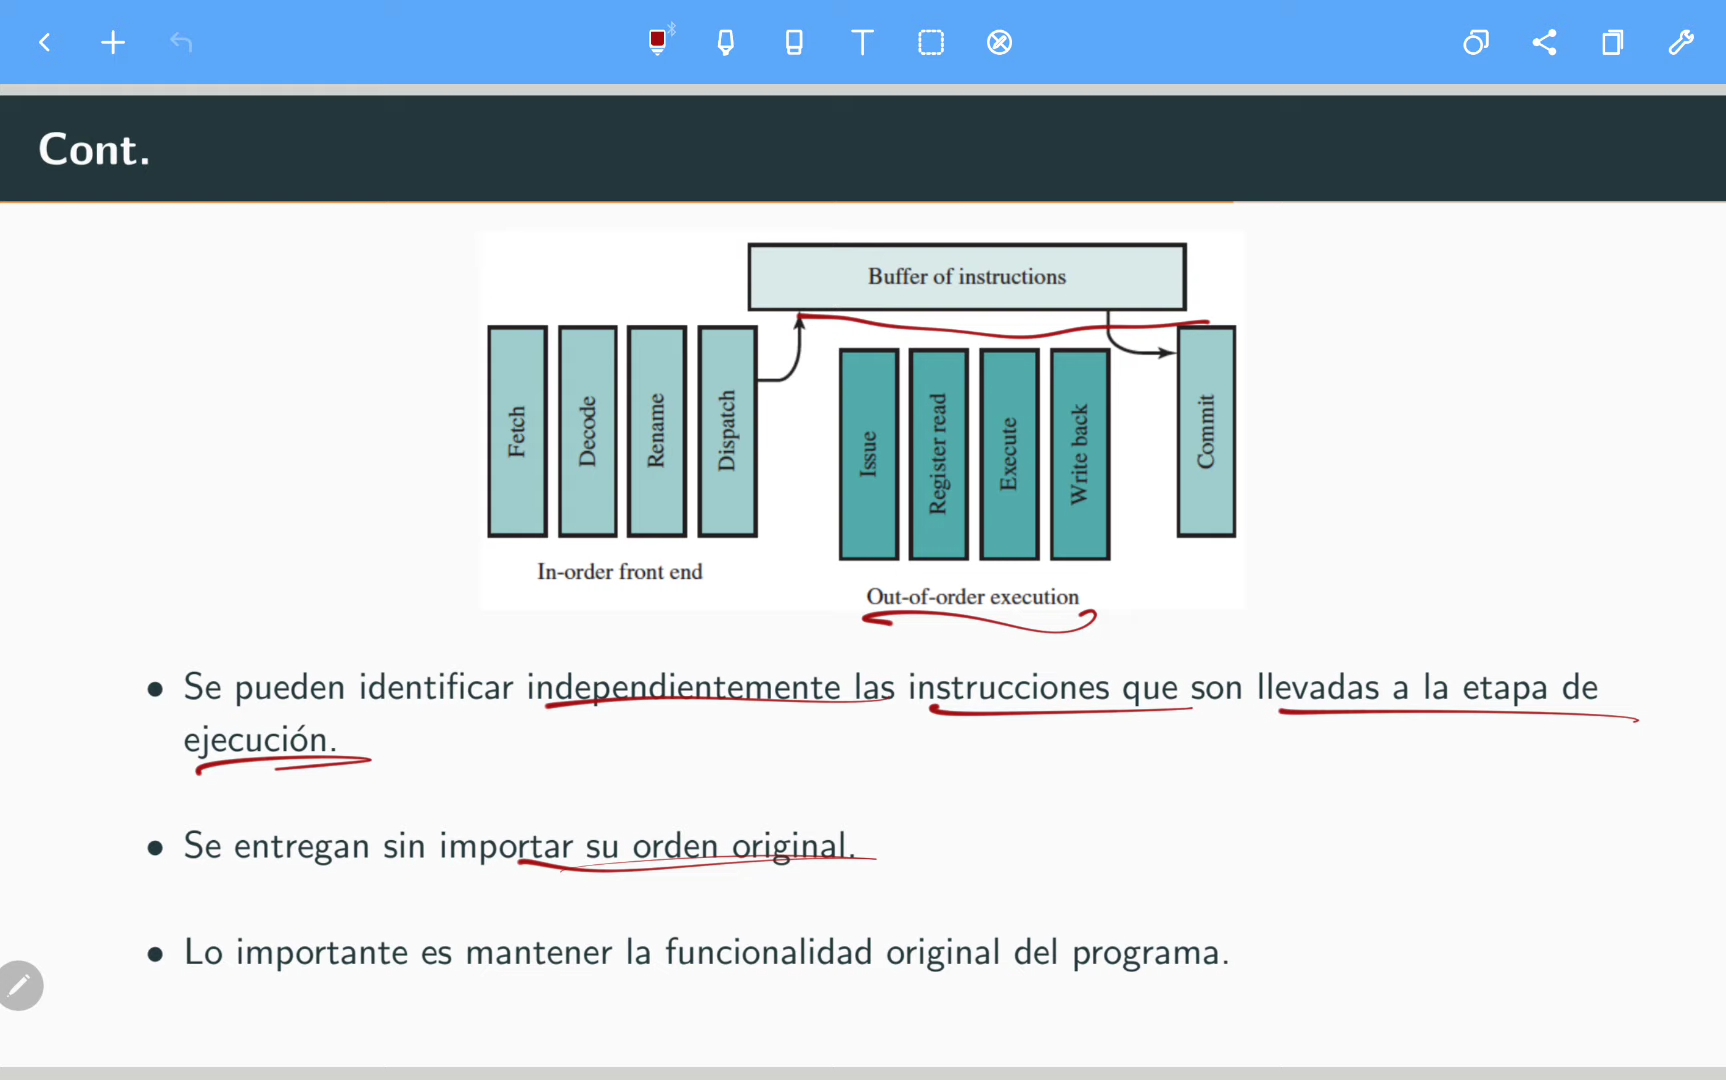 Cont.
Buffer of instructions
Fetch
Decode
Rename
Dispatch
Issue
Register read
Execute
Write back
Commit
In-order front end
Out-of-order execution
• Se pueden identificar independientemente las instrucciones que son llevadas a la etapa de
ejecución.
• Se entregan sin importar su orden original.
• Lo importante es mantener la funcionalidad original del programa.